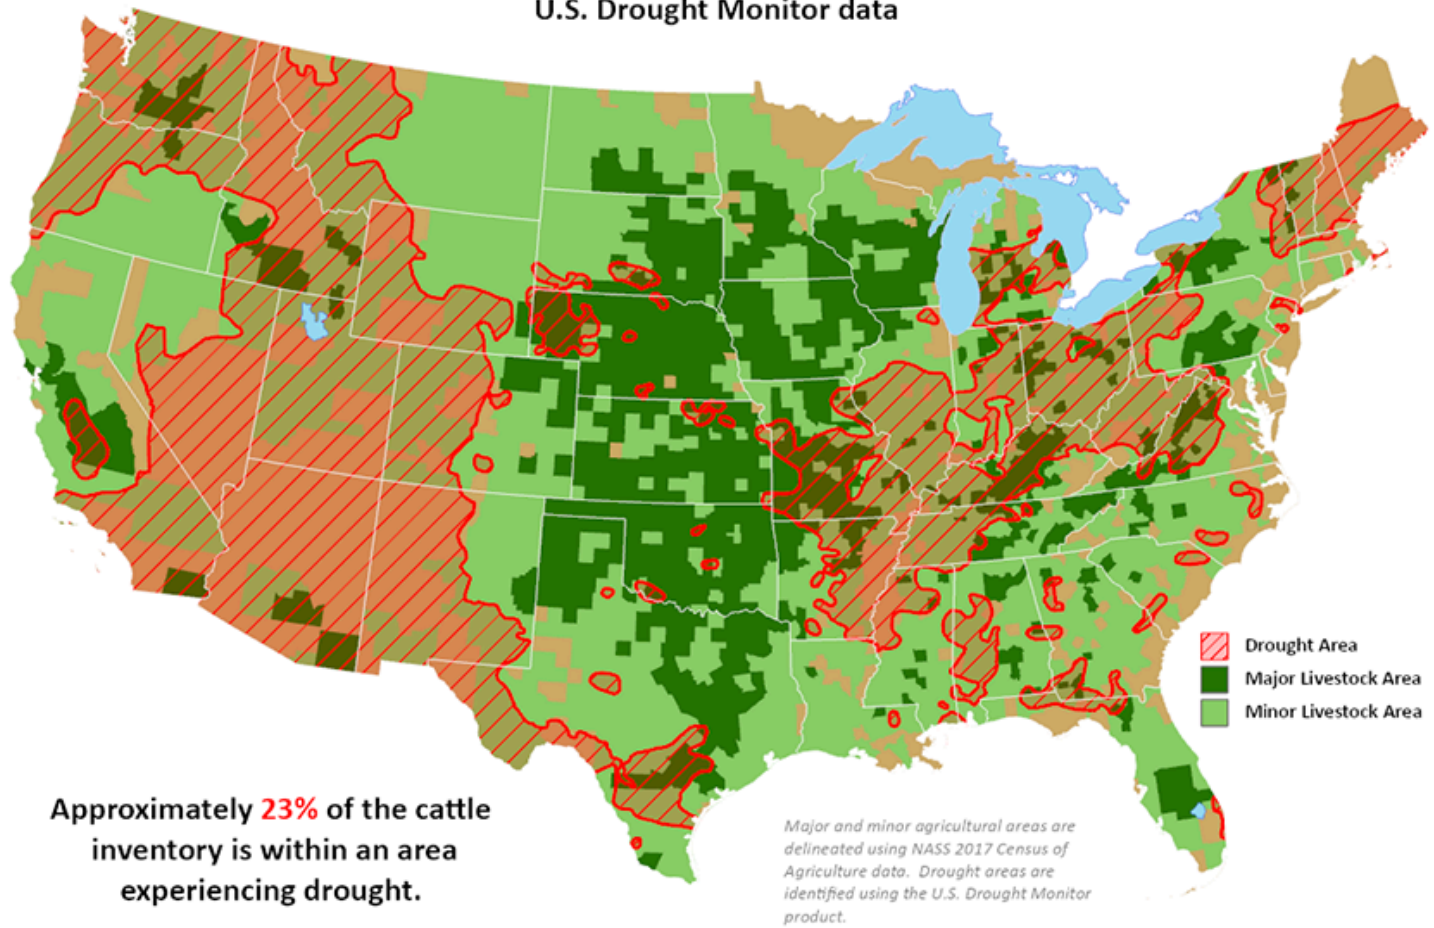 U.S. Drought Monitor data
Drought Area
Major Livestock Area
Minor Livestock Area
Approximately 23% of the cattle
inventory is within an area
experiencing drought.
Major and minor agricultural areas are
delineated using NASS 2017 Census of
Agriculture data.  Drought areas are
identified using the U.S. Drought Monitor
product.